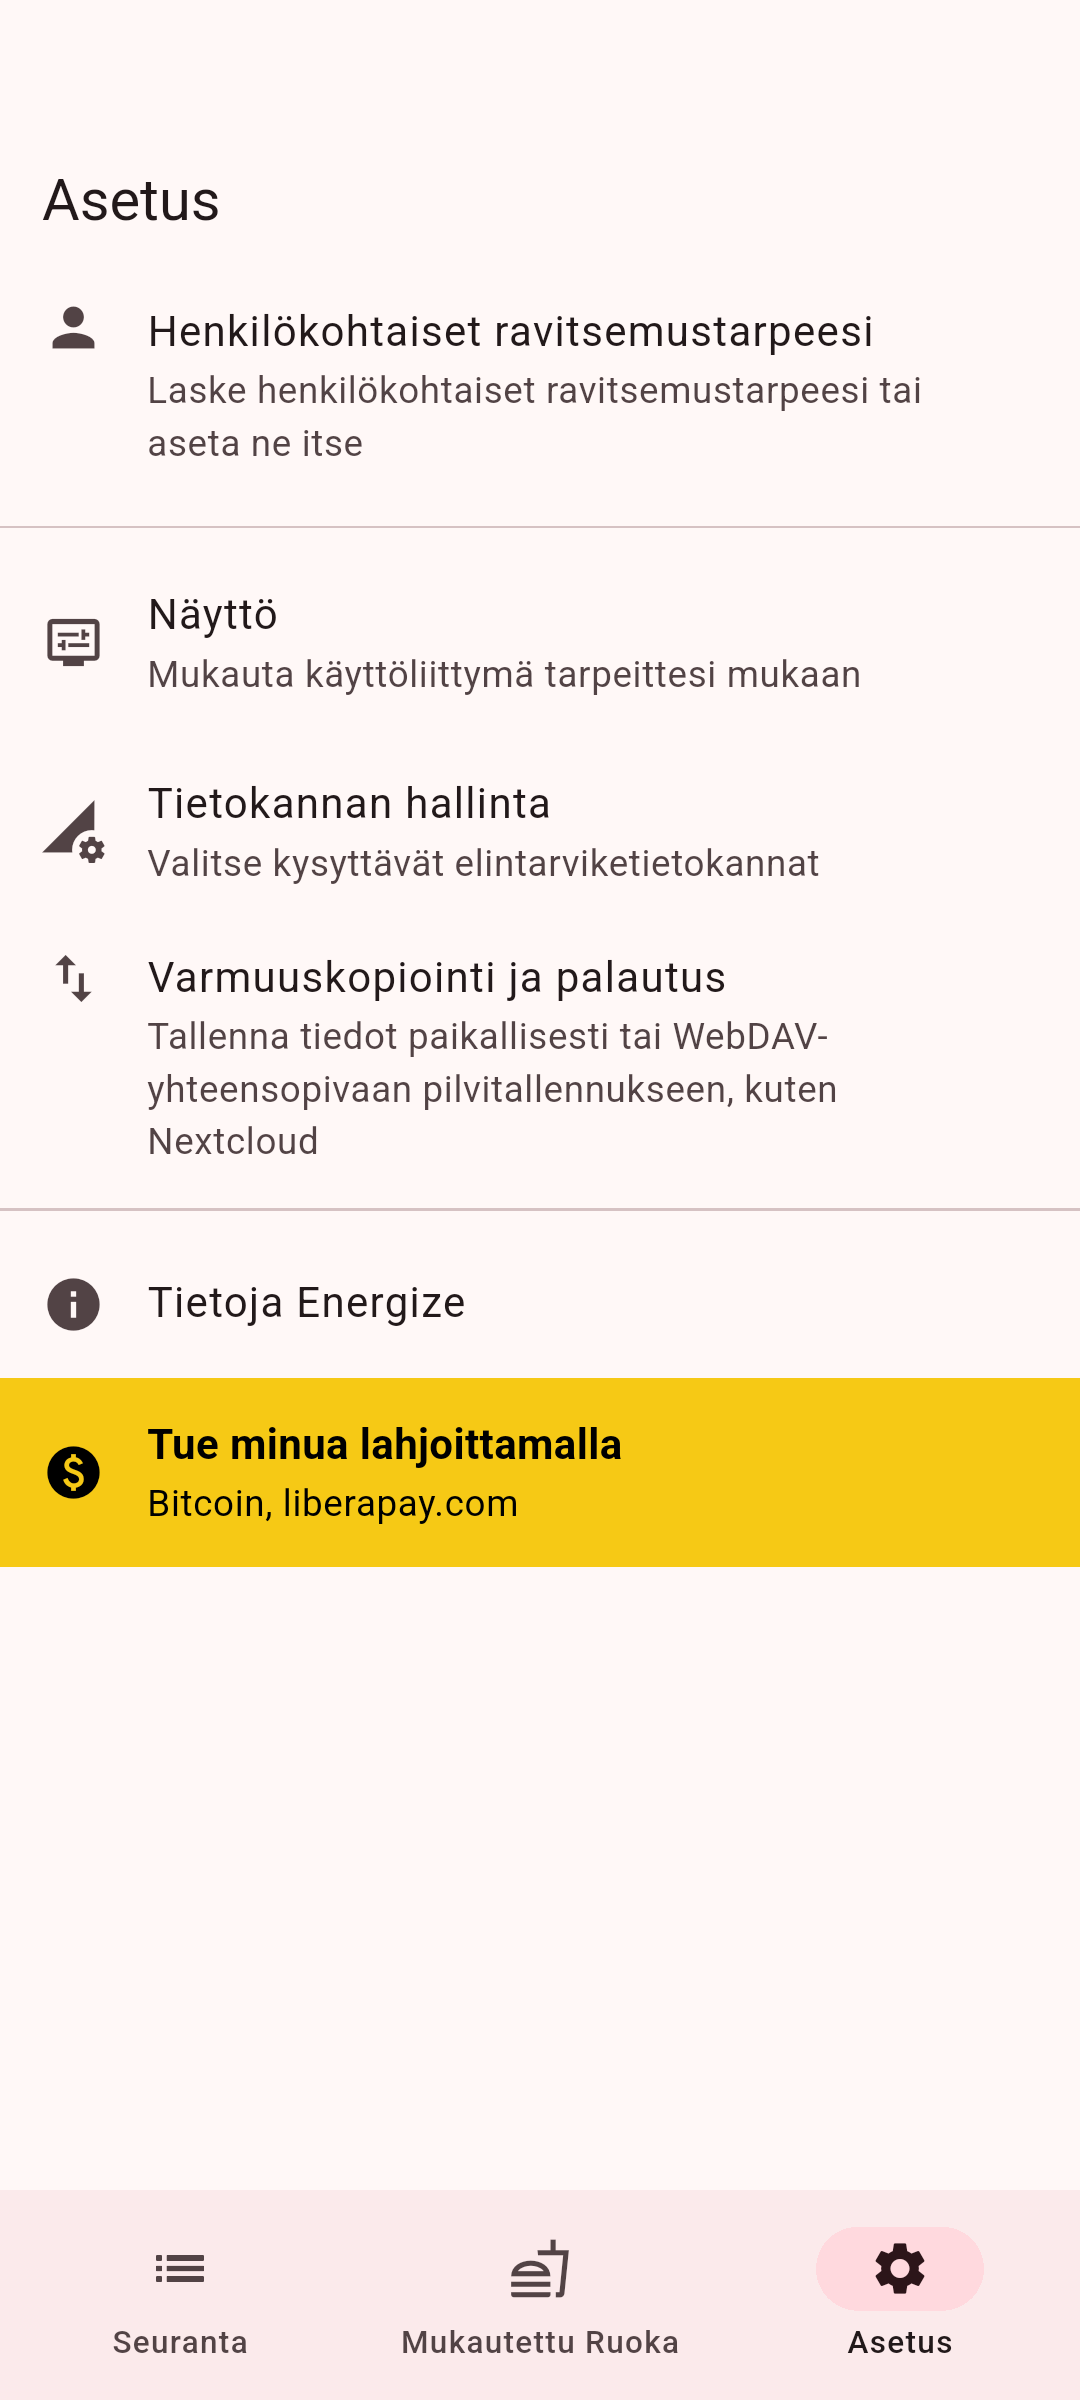 Asetus
Henkilökohtaiset ravitsemustarpeesi
Laske henkilökohtaiset ravitsemustarpeesi tai
aseta ne itse
Näyttö
Mukauta käyttöliittymä tarpeittesi mukaan
Tietokannan hallinta
Valitse kysyttävät elintarviketietokannat
Varmuuskopiointi ja palautus
Tallenna tiedot paikallisesti tai WebDAV-
yhteensopivaan pilvitallennukseen, kuten
Nextcloud
Tietoja Energize
Tue minua lahjoittamalla
Bitcoin, liberapay.com
Seuranta
Mukautettu Ruoka
Asetus